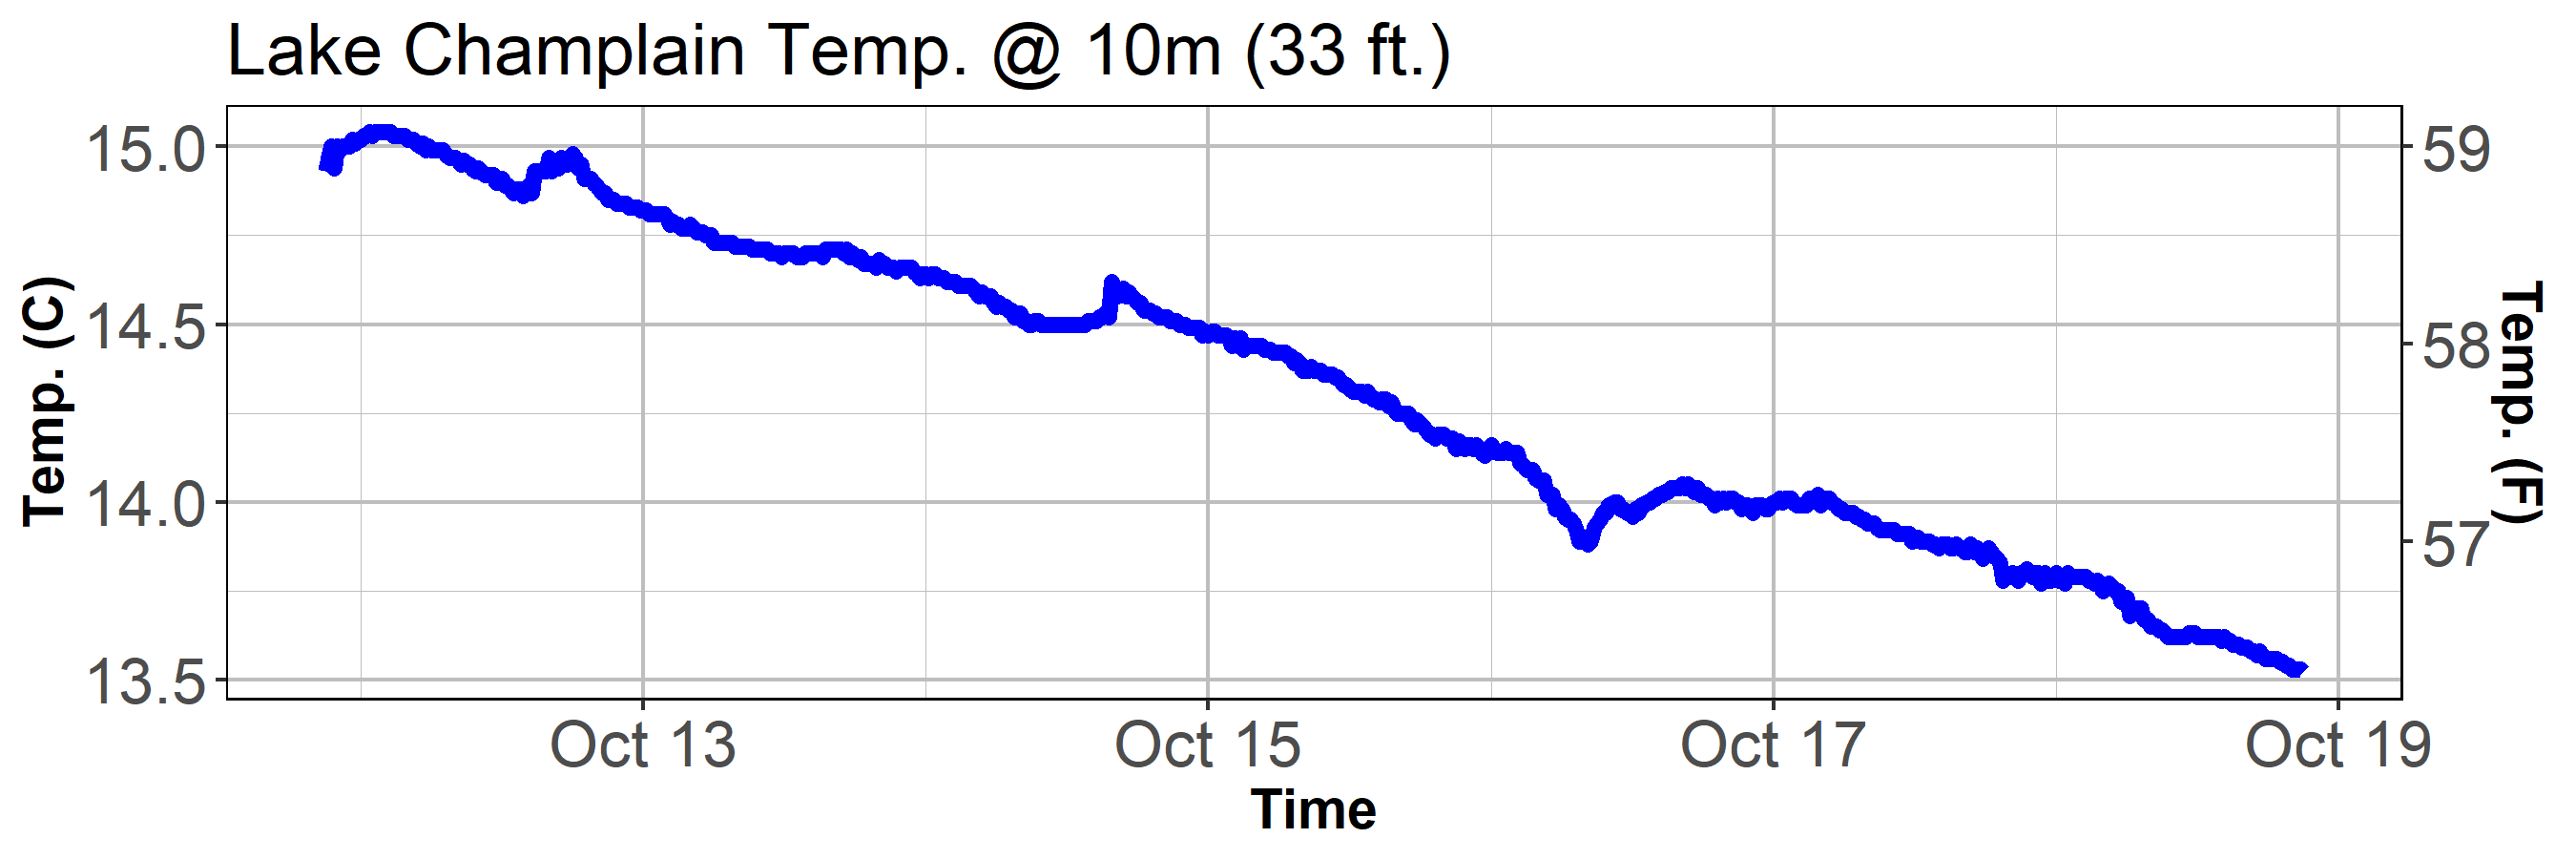 Lake Champlain Temp. @ 10m (33 ft.)
Temp. (C)
15.0
14.5
14.0
13.5
59
58
57
Temp. (F)
Oct 13
Oct 15
Oct 17
Oct 19
Time